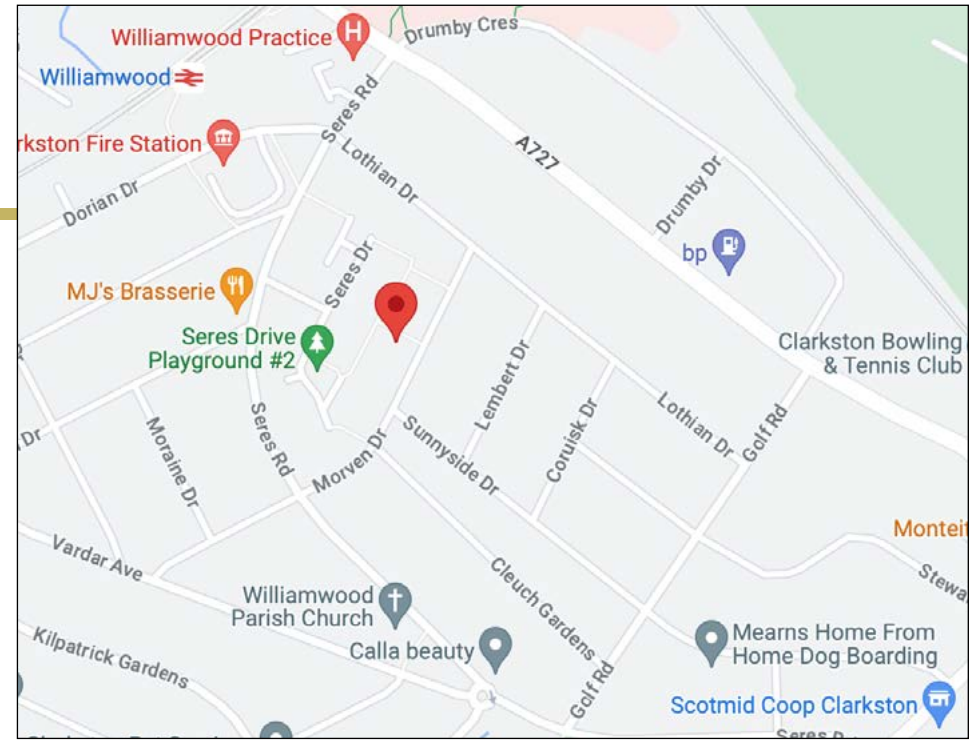 Williamwood Practice
H
Drumby Cres
Williamwood
Seres Rd
rkston Fire Station
Lothian Dr
A727
Drumby Dr
Dorian Dr
bp
Seres Dr
MJ's Brasserie
Seres Drive
Playground #2
Clarkston Bowling
& Tennis Club
Lembert Dr
Lothian Dr
Golf Rd
Coruisk Dr
Dr
Moraine Dr
Seres Rd
Sunnyside Dr
Morven Dr
Monteit
Vardar Ave
Cleuch Gardens
Stewa
Williamwood
Parish Church
Calla beauty
Mearns Home From
Home Dog Boarding
Kilpatrick Gardens
Golf Rd
Scotmid Coop Clarkston